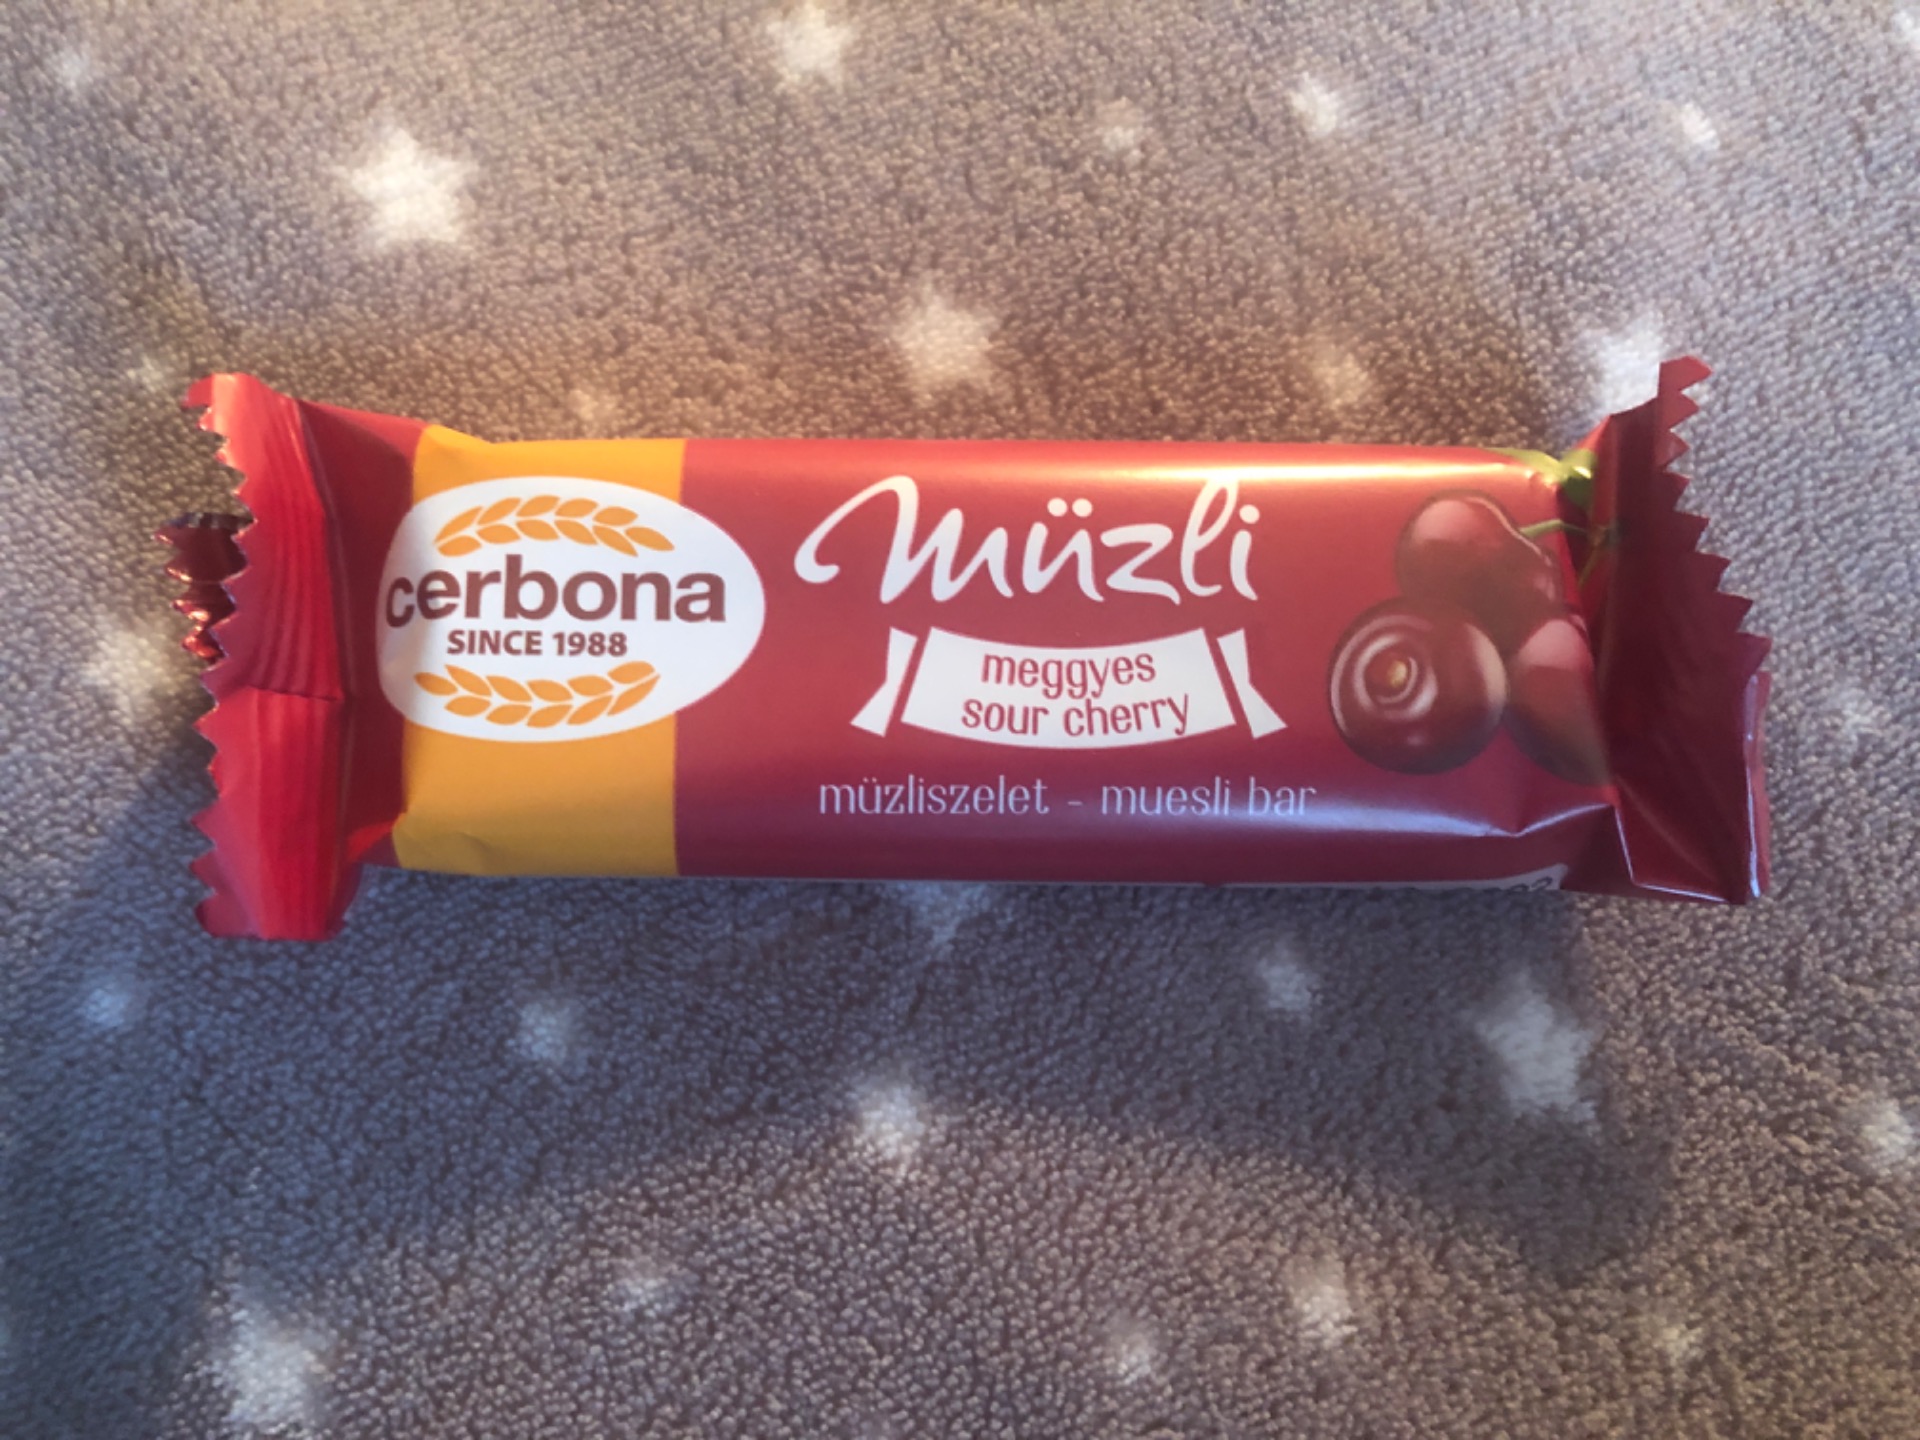 cerbona
SINCE 1988
müzli
meggyes
sour cherry
müzliszelet - muesli bar